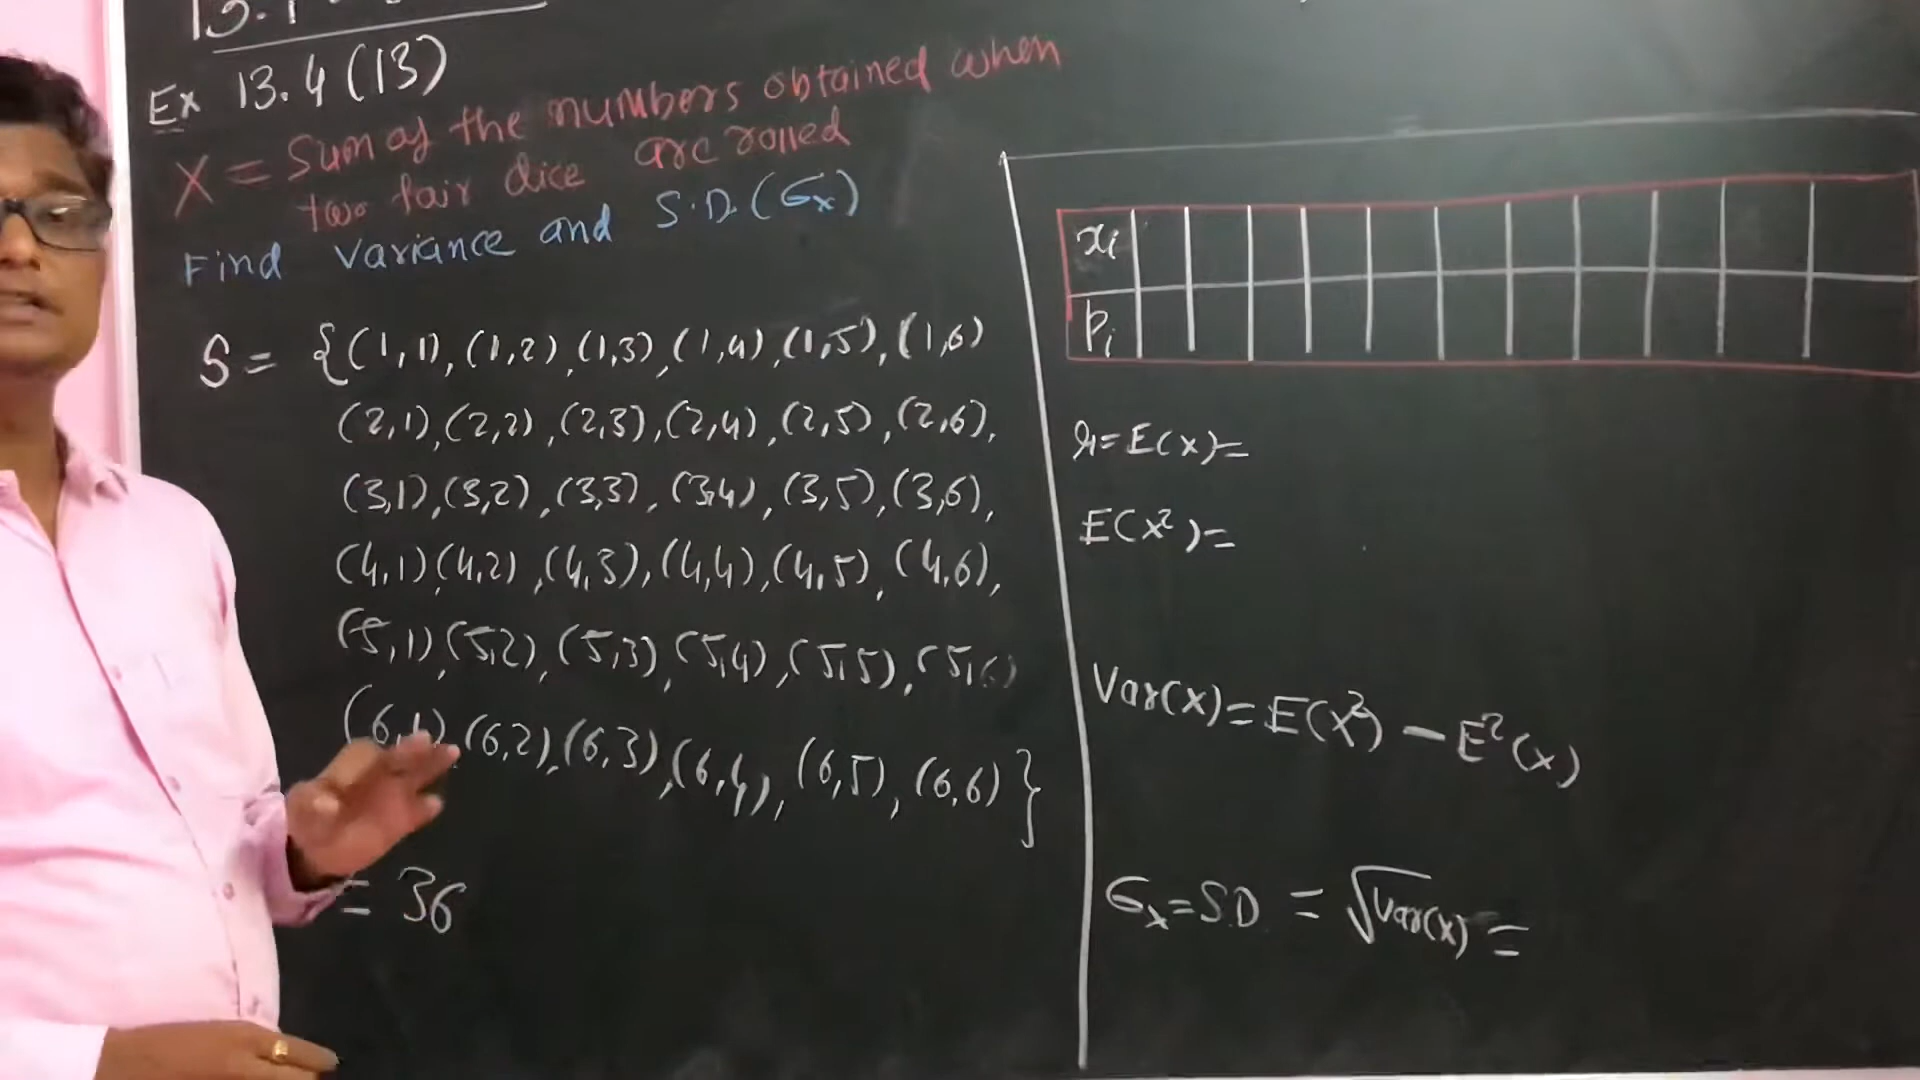 13.
Ex 13.4 (13)
X = Sum of the numbers obtained when
two fair dice are rolled
Find Variance and S.D. (σx)
S = {(1,1), (1,2), (1,3), (1,4), (1,5), (1,6)
(2,1), (2,2), (2,3), (2,4), (2,5), (2,6),
(3,1), (3,2), (3,3), (3,4), (3,5), (3,6),
(4,1) (4,2), (4,3), (4,4), (4,5), (4,6),
(5,1), (5,2), (5,3), (5,4), (5,5), (5,6)
(6,1), (6,2), (6,3), (6,4), (6,5), (6,6)}
= 36
xi
pi
μ = E(x) =
E(x²) =
Var(x) = E(x²) - E²(x)
σx = S.D = √Var(x) =